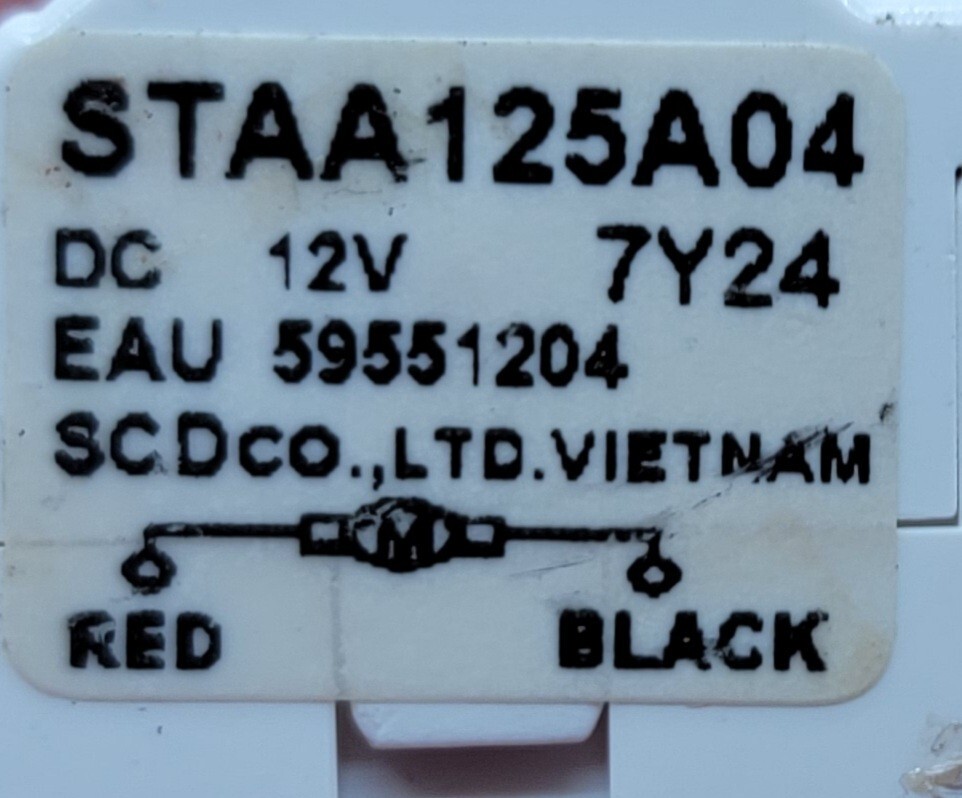 STAA125A04
DC 12V 7Y24
EAU 59551204
SCDCO.,LTD.VIETNAM
M
RED BLACK